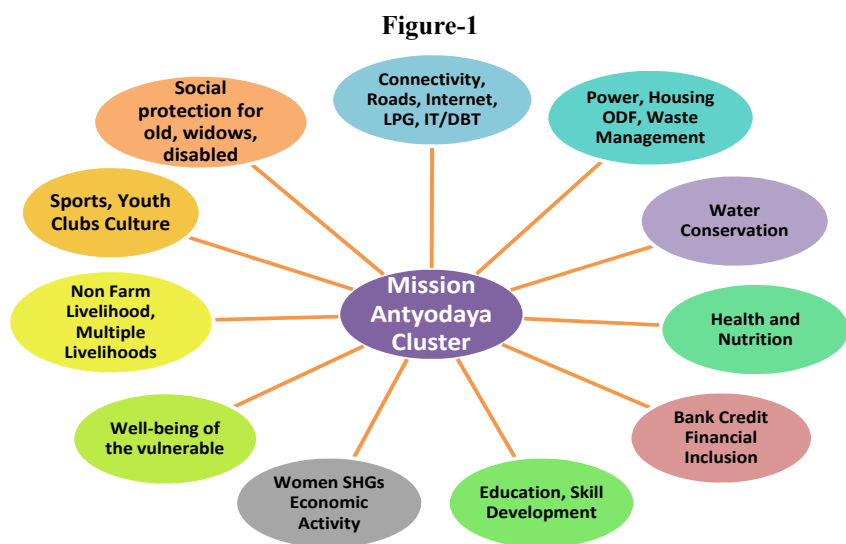 Figure-1
Connectivity,
Roads, Internet,
LPG, IT/DBT
Power, Housing
ODF, Waste
Management
Water
Conservation
Health and
Nutrition
Bank Credit
Financial
Inclusion
Education, Skill
Development
Women SHGs
Economic
Activity
Well-being of
the vulnerable
Non Farm
Livelihood,
Multiple
Livelihoods
Sports, Youth
Clubs Culture
Social
protection for
old, widows,
disabled
Mission
Antyodaya
Cluster